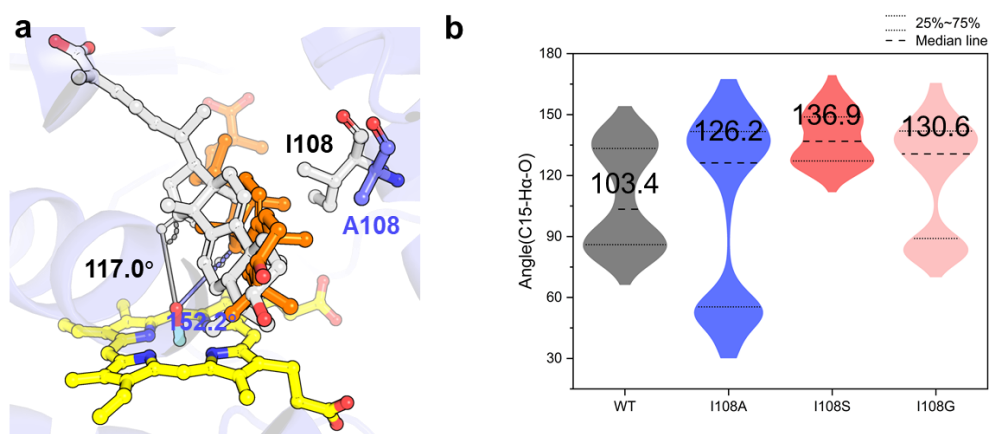 a
I108
A108
117.0°
152.2°
b
25%~75%
Median line
Angle(C15-Hα-O)
180
150
120
90
60
30
103.4
126.2
136.9
130.6
WT
I108A
I108S
I108G